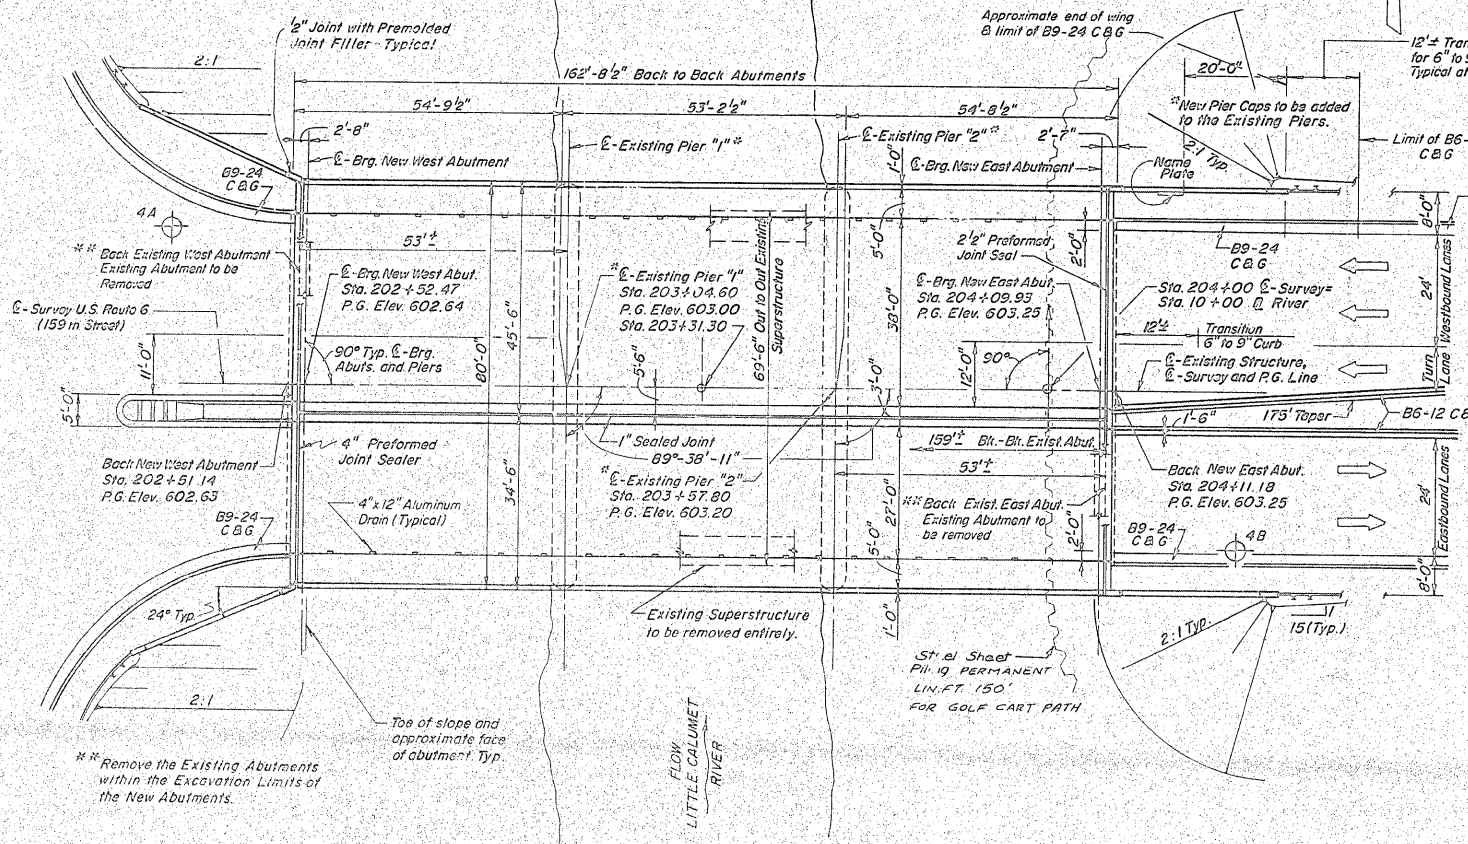 1/2" Joint with Premolded
Joint Filler - Typical
2:1
162'-8 1/2" Back to Back Abutments
54'-9 1/2"
53'-2 1/2"
54'-8 1/2"
Approximate end of wing
& limit of B9-24 C&G
20'-0"
12'±
for 6" to
Typical
*New Pier Caps to be added
to the Existing Piers.
Limit of B6-
C&G
2'-8"
℄-Brg. New West Abutment
℄-Existing Pier "1"*
℄-Existing Pier "2"*
2'-7"
1'-0"
℄-Brg. New East Abutment
Name
Plate
2:1 Typ.
B9-24
C&G
4A
53'±
** Back Existing West Abutment
Existing Abutment to be
Removed
℄-Brg. New West Abut.
Sta. 202+52.47
P.G. Elev. 602.64
*℄-Existing Pier "1"
Sta. 203+04.60
P.G. Elev. 603.00
Sta. 203+31.30
69'-6" Out to Out Existing
Superstructure
5'-0"
2 1/2" Preformed
Joint Seal
2'-0"
℄-Brg. New East Abut.
Sta. 204+09.93
P.G. Elev. 603.25
B9-24
C&G
8'-0"
24'
Westbound Lanes
Sta. 204+00 ℄-Survey=
Sta. 10+00 River
℄-Survey U.S. Route 6
(159 th Street)
11'-0"
5'-0"
90° Typ. ℄-Brg.
Abuts. and Piers
80'-0"
45'-6"
5'-6"
38'-0"
3'-0"
12'-0"
90°
12'±
Transition
6" to 9" Curb
℄-Existing Structure,
℄-Survey and P.G. Line
Turn
Lane
1'-6"
175' Taper
B6-12 C&
4" Preformed
Joint Sealer
1" Sealed Joint
89°-38'-11"
159'± Bk.-Bk. Exist. Abut.
53'±
Back New West Abutment
Sta. 202+51.14
P.G. Elev. 602.63
*℄-Existing Pier "2"
Sta. 203+57.80
P.G. Elev. 603.20
34'-6"
27'-0"
** Back Exist. East Abut.
Existing Abutment to
be removed
Back New East Abut.
Sta. 204+11.18
P.G. Elev. 603.25
24'
Eastbound Lanes
B9-24
C&G
4"x12" Aluminum
Drain (Typical)
5'-0"
2'-0"
B9-24
C&G
4B
8'-0"
24° Typ.
Existing Superstructure
to be removed entirely.
1'-0"
2:1 Typ.
15 (Typ.)
Steel Sheet
Piling PERMANENT
LIN. FT. 150'
FOR GOLF CART PATH
2:1
Toe of slope and
approximate face
of abutment Typ.
** Remove the Existing Abutments
within the Excavation Limits of
the New Abutments.
FLOW
LITTLE CALUMET
RIVER